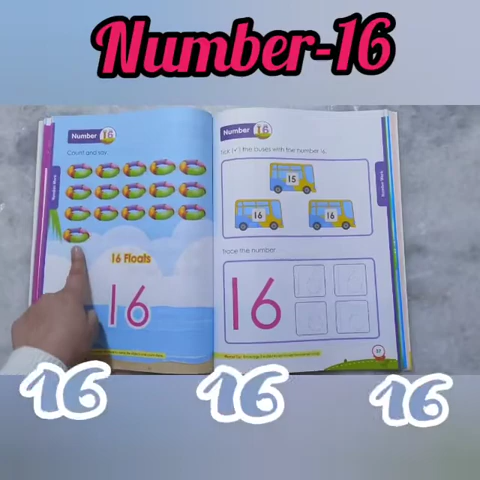 Number-16
Number 16
Count and say.
16 Floats
16
Number 16
Tick (✓) the buses with the number 16.
15
16 16
Trace the number.
16
16 16 16